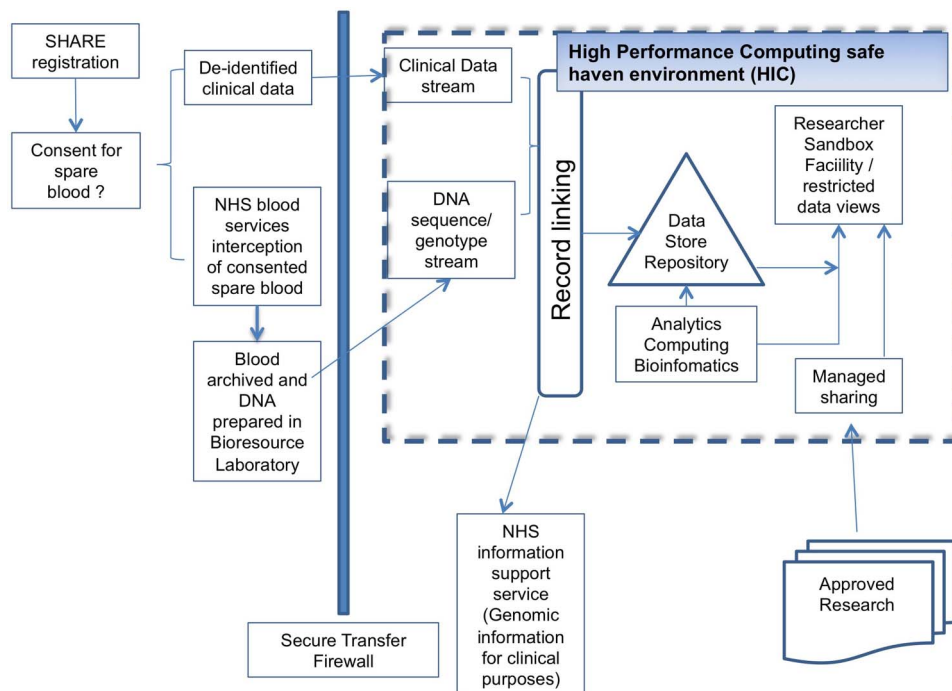 SHARE
registration
Consent for
spare
blood ?
De-identified
clinical data
NHS blood
services
interception
of consented
spare blood
Blood
archived and
DNA
prepared in
Bioresource
Laboratory
Secure Transfer
Firewall
Clinical Data
stream
DNA
sequence/
genotype
stream
Record linking
High Performance Computing safe
haven environment (HIC)
Data
Store
Repository
Analytics
Computing
Bioinfomatics
Researcher
Sandbox
Faciility /
restricted
data views
Managed
sharing
NHS
information
support
service
(Genomic
information
for clinical
purposes)
Approved
Research